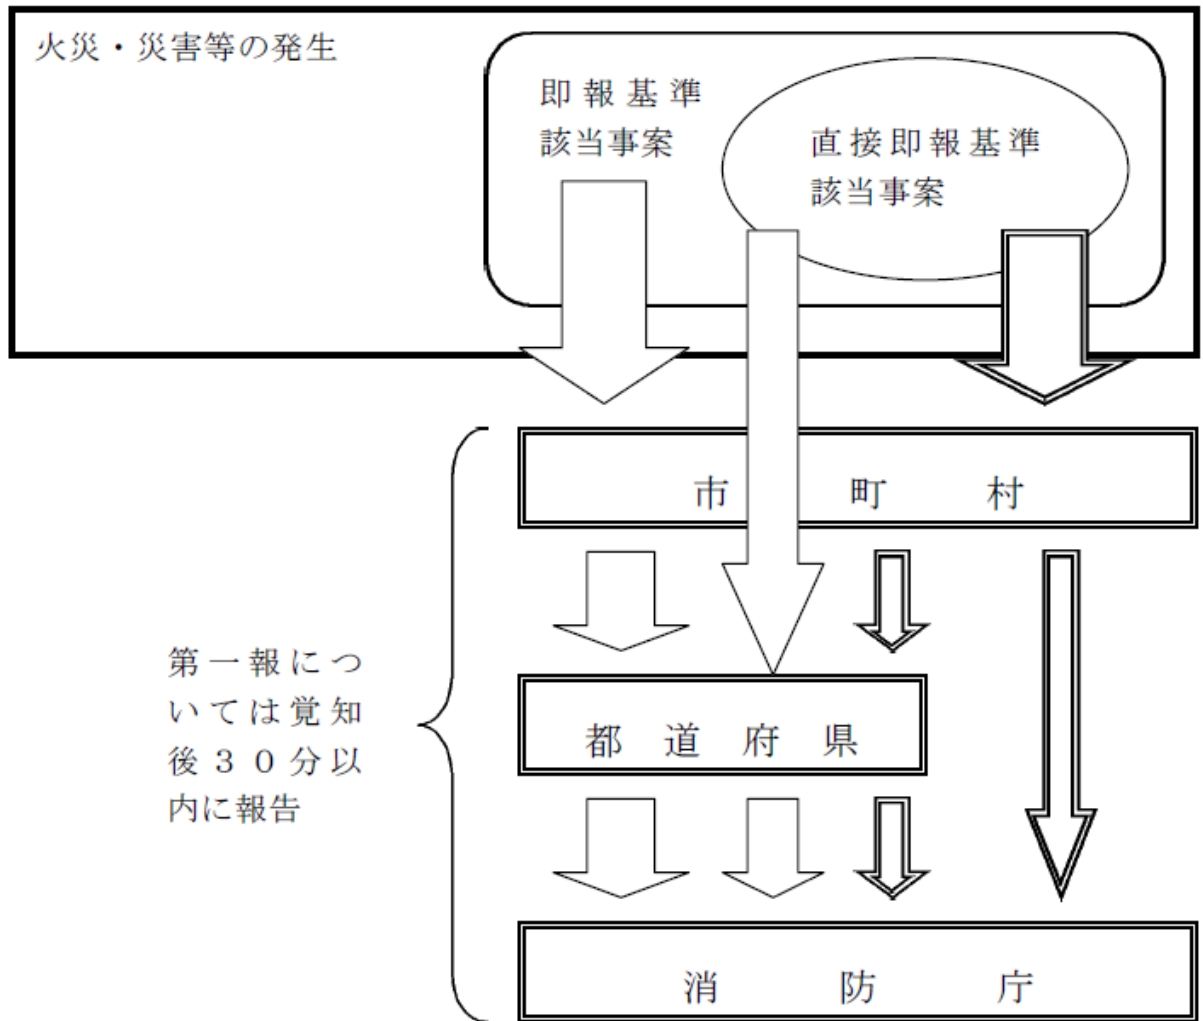 火災・災害等の発生
即報基準
該当事案
直接即報基準
該当事案
市町村
第一報につ
いては覚知
後３０分以
内に報告
都道府県
消防庁